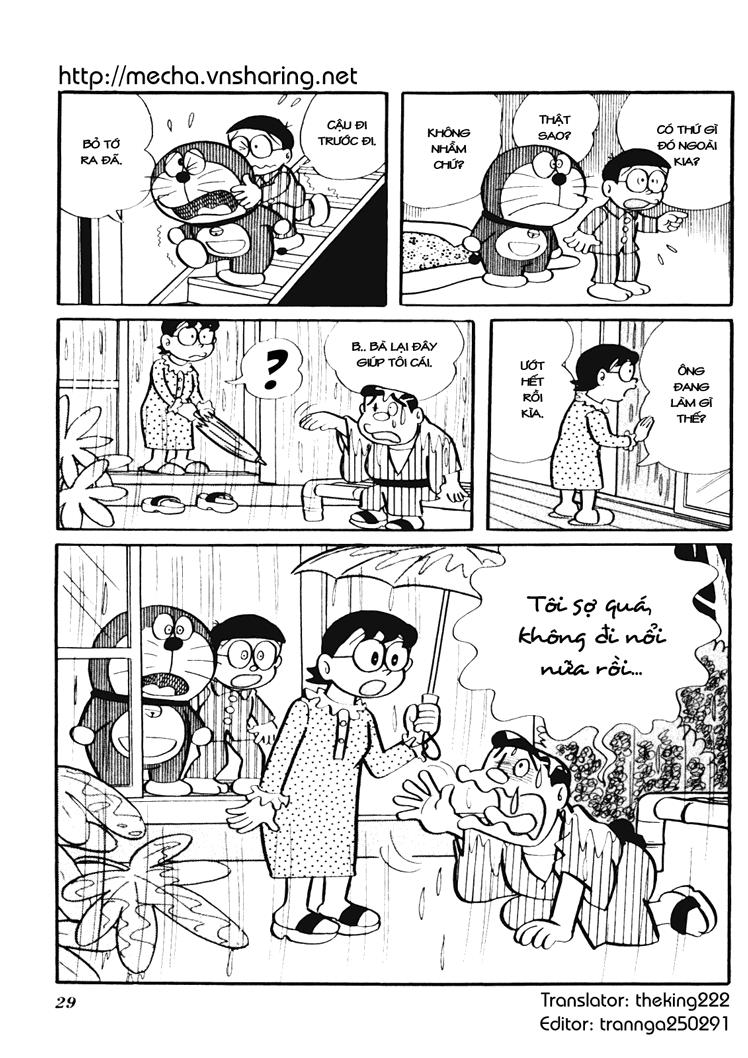 http://mecha.vnsharing.net
CẬU ĐI
TRƯỚC ĐI.
BỎ TỚ
RA ĐÃ.
CÓ THỨ GÌ
ĐÓ NGOÀI
KIA?
THẬT
SAO?
KHÔNG
NHẦM
CHỨ?
?
B.. BÀ LẠI ĐÂY
GIÚP TÔI CÁI.
ÔNG
ĐANG
LÀM GÌ
THẾ?
ƯỚT
HẾT
RỒI
KÌA.
Tôi sợ quá,
không đi nổi
nữa rồi...
29
Translator: theking222
Editor: trannga250291